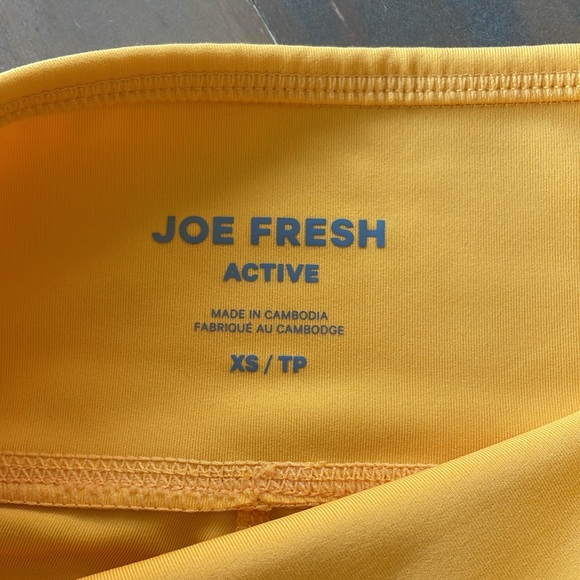 JOE FRESH
ACTIVE
MADE IN CAMBODIA
FABRIQUÉ AU CAMBODGE
XS / TP